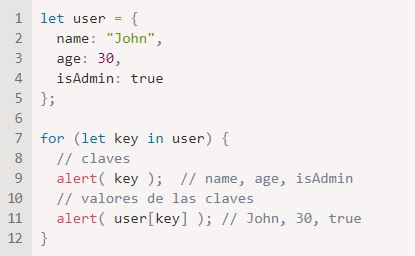 1 let user = {
2   name: "John",
3   age: 30,
4   isAdmin: true
5 };
6
7 for (let key in user) {
8   // claves
9   alert( key );  // name, age, isAdmin
10   // valores de las claves
11   alert( user[key] ); // John, 30, true
12 }